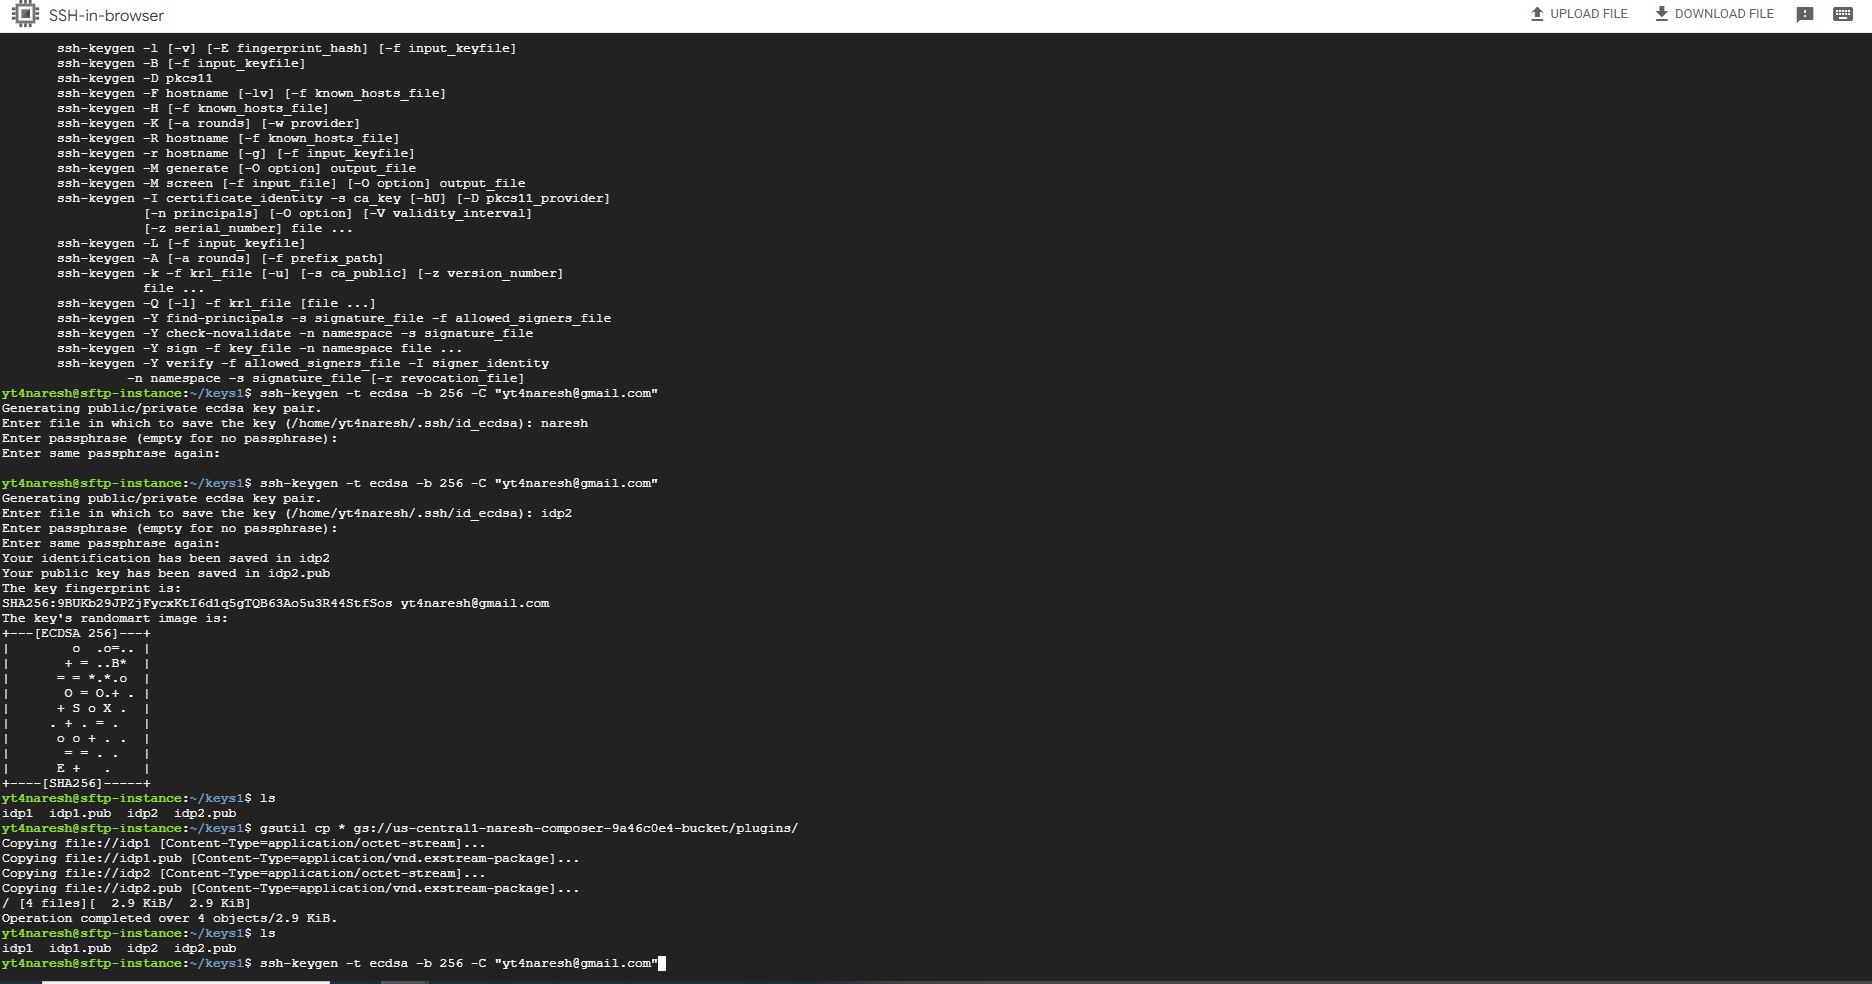 SSH-in-browser
UPLOAD FILE
DOWNLOAD FILE
ssh-keygen -l [-v] [-E fingerprint_hash] [-f input_keyfile]
ssh-keygen -B [-f input_keyfile]
ssh-keygen -D pkcs11
ssh-keygen -F hostname [-lv] [-f known_hosts_file]
ssh-keygen -H [-f known_hosts_file]
ssh-keygen -K [-a rounds] [-w provider]
ssh-keygen -R hostname [-f known_hosts_file]
ssh-keygen -r hostname [-g] [-f input_keyfile]
ssh-keygen -M generate [-O option] output_file
ssh-keygen -M screen [-f input_file] [-O option] output_file
ssh-keygen -I certificate_identity -s ca_key [-hU] [-D pkcs11_provider]
[-n principals] [-O option] [-V validity_interval]
[-z serial_number] file ...
ssh-keygen -L [-f input_keyfile]
ssh-keygen -A [-a rounds] [-f prefix_path]
ssh-keygen -k -f krl_file [-u] [-s ca_public] [-z version_number]
file ...
ssh-keygen -Q [-l] -f krl_file [file ...]
ssh-keygen -Y find-principals -s signature_file -f allowed_signers_file
ssh-keygen -Y check-novalidate -n namespace -s signature_file
ssh-keygen -Y sign -f key_file -n namespace file ...
ssh-keygen -Y verify -f allowed_signers_file -I signer_identity
-n namespace -s signature_file [-r revocation_file]
yt4naresh@sftp-instance:~/keys1$ ssh-keygen -t ecdsa -b 256 -C "yt4naresh@gmail.com"
Generating public/private ecdsa key pair.
Enter file in which to save the key (/home/yt4naresh/.ssh/id_ecdsa): naresh
Enter passphrase (empty for no passphrase):
Enter same passphrase again:
yt4naresh@sftp-instance:~/keys1$ ssh-keygen -t ecdsa -b 256 -C "yt4naresh@gmail.com"
Generating public/private ecdsa key pair.
Enter file in which to save the key (/home/yt4naresh/.ssh/id_ecdsa): idp2
Enter passphrase (empty for no passphrase):
Enter same passphrase again:
Your identification has been saved in idp2
Your public key has been saved in idp2.pub
The key fingerprint is:
SHA256:9BUKb29JPZjFycxKtI6d1q5gTQB63Ao5u3R44StfSos yt4naresh@gmail.com
The key's randomart image is:
+---[ECDSA 256]---+
|        o  .o=.. |
|       + = ..B*  |
|      = = *.*.o  |
|       O = O.+ . |
|      + S o X .  |
|     . + . = .   |
|      o o + . .  |
|       = = . .   |
|      E +   .    |
+----[SHA256]-----+
yt4naresh@sftp-instance:~/keys1$ ls
idp1  idp1.pub  idp2  idp2.pub
yt4naresh@sftp-instance:~/keys1$ gsutil cp * gs://us-central1-naresh-composer-9a46c0e4-bucket/plugins/
Copying file://idp1 [Content-Type=application/octet-stream]...
Copying file://idp1.pub [Content-Type=application/vnd.exstream-package]...
Copying file://idp2 [Content-Type=application/octet-stream]...
Copying file://idp2.pub [Content-Type=application/vnd.exstream-package]...
/ [4 files][  2.9 KiB/  2.9 KiB]
Operation completed over 4 objects/2.9 KiB.
yt4naresh@sftp-instance:~/keys1$ ls
idp1  idp1.pub  idp2  idp2.pub
yt4naresh@sftp-instance:~/keys1$ ssh-keygen -t ecdsa -b 256 -C "yt4naresh@gmail.com"